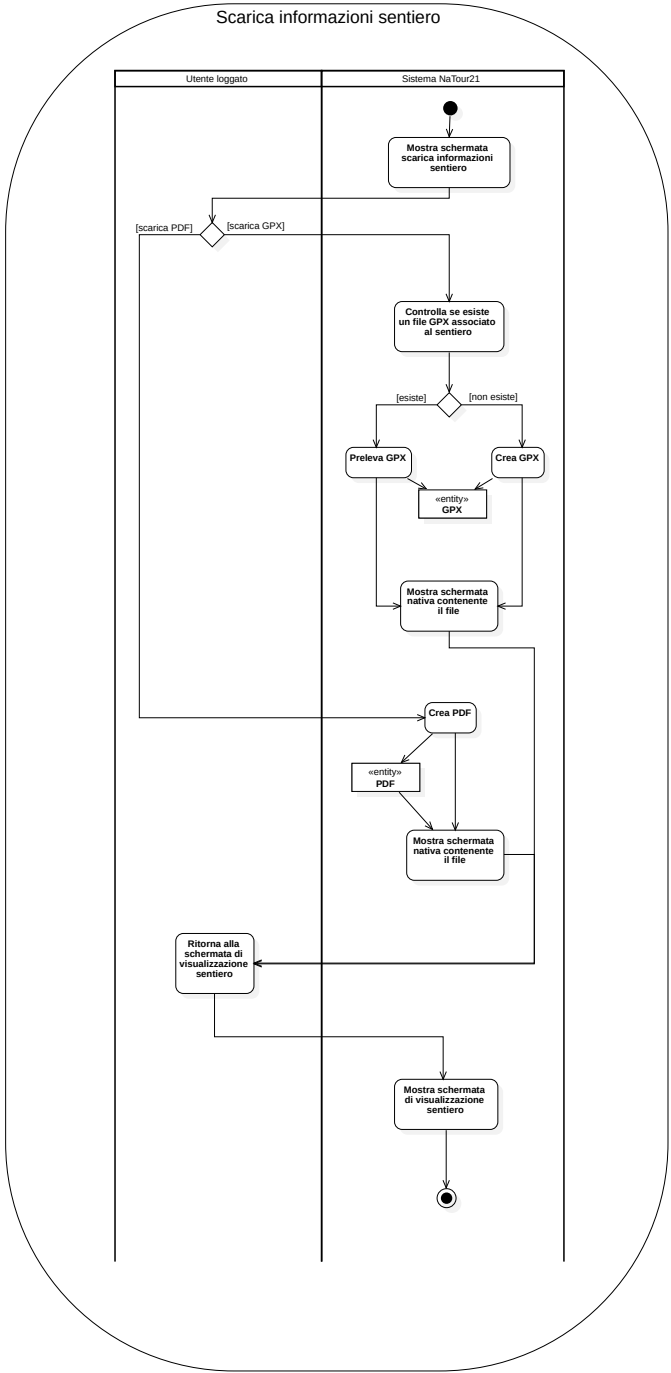 Scarica informazioni sentiero
Utente loggato
Sistema NaTour21
Mostra schermata
scarica informazioni
sentiero
[scarica PDF]
[scarica GPX]
Controlla se esiste
un file GPX associato
al sentiero
[esiste]
[non esiste]
Preleva GPX
Crea GPX
«entity»
GPX
Mostra schermata
nativa contenente
il file
Crea PDF
«entity»
PDF
Mostra schermata
nativa contenente
il file
Ritorna alla
schermata di
visualizzazione
sentiero
Mostra schermata
di visualizzazione
sentiero